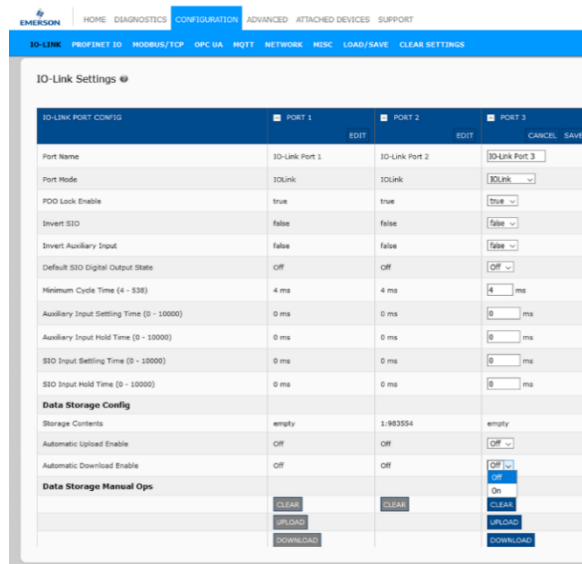 EMERSON
HOME DIAGNOSTICS CONFIGURATION ADVANCED ATTACHED DEVICES SUPPORT
IO-LINK PROFINET IO MODBUS/TCP OPC UA MQTT NETWORK MISC LOAD/SAVE CLEAR SETTINGS
IO-Link Settings
IO-LINK PORT CONFIG PORT 1 PORT 2 PORT 3
EDIT EDIT CANCEL SAVE
Port Name IO-Link Port 1 IO-Link Port 2 IO-Link Port 3
Port Mode IOLink IOLink IOLink
PDO Lock Enable true true true
Invert SIO false false false
Invert Auxiliary Input false false false
Default SIO Digital Output State Off Off Off
Minimum Cycle Time (4 - 538) 4 ms 4 ms 4 ms
Auxiliary Input Settling Time (0 - 10000) 0 ms 0 ms 0 ms
Auxiliary Input Hold Time (0 - 10000) 0 ms 0 ms 0 ms
SIO Input Settling Time (0 - 10000) 0 ms 0 ms 0 ms
SIO Input Hold Time (0 - 10000) 0 ms 0 ms 0 ms
Data Storage Config
Storage Contents empty 1:983554 empty
Automatic Upload Enable Off Off Off
Automatic Download Enable Off Off Off
Off
Data Storage Manual Ops On
CLEAR CLEAR CLEAR
UPLOAD UPLOAD
DOWNLOAD DOWNLOAD